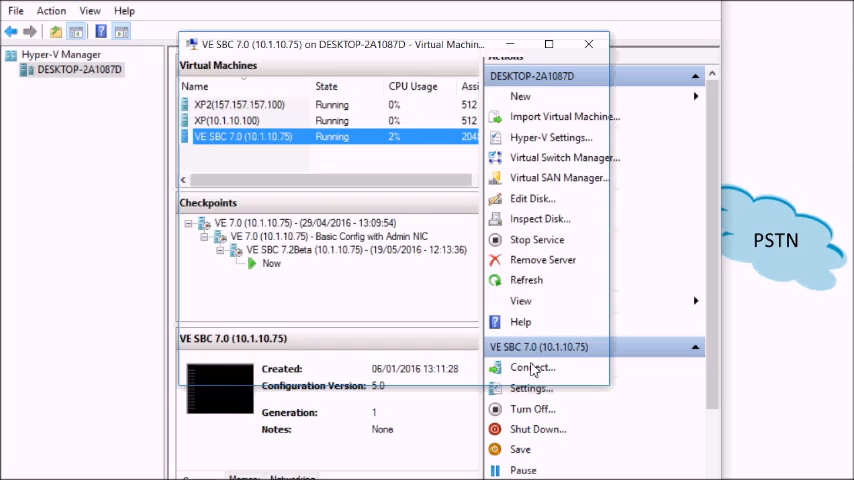 File Action View Help
VE SBC 7.0 (10.1.10.75) on DESKTOP-2A1087D - Virtual Machin...
Hyper-V Manager
DESKTOP-2A1087D
Virtual Machines
Name State CPU Usage Assi
XP2(157.157.157.100) Running 0% 512
XP(10.1.10.100) Running 0% 512
VE SBC 7.0 (10.1.10.75) Running 2% 204
Checkpoints
VE 7.0 (10.1.10.75) - (29/04/2016 - 13:09:54)
VE 7.0 (10.1.10.75) - Basic Config with Admin NIC
VE SBC 7.2Beta (10.1.10.75) - (19/05/2016 - 12:13:36)
Now
VE SBC 7.0 (10.1.10.75)
Created: 06/01/2016 13:11:28
Configuration Version: 5.0
Generation: 1
Notes: None
Actions
DESKTOP-2A1087D
New
Import Virtual Machine...
Hyper-V Settings...
Virtual Switch Manager...
Virtual SAN Manager...
Edit Disk...
Inspect Disk...
Stop Service
Remove Server
Refresh
View
Help
VE SBC 7.0 (10.1.10.75)
Connect...
Settings...
Turn Off...
Shut Down...
Save
Pause
PSTN